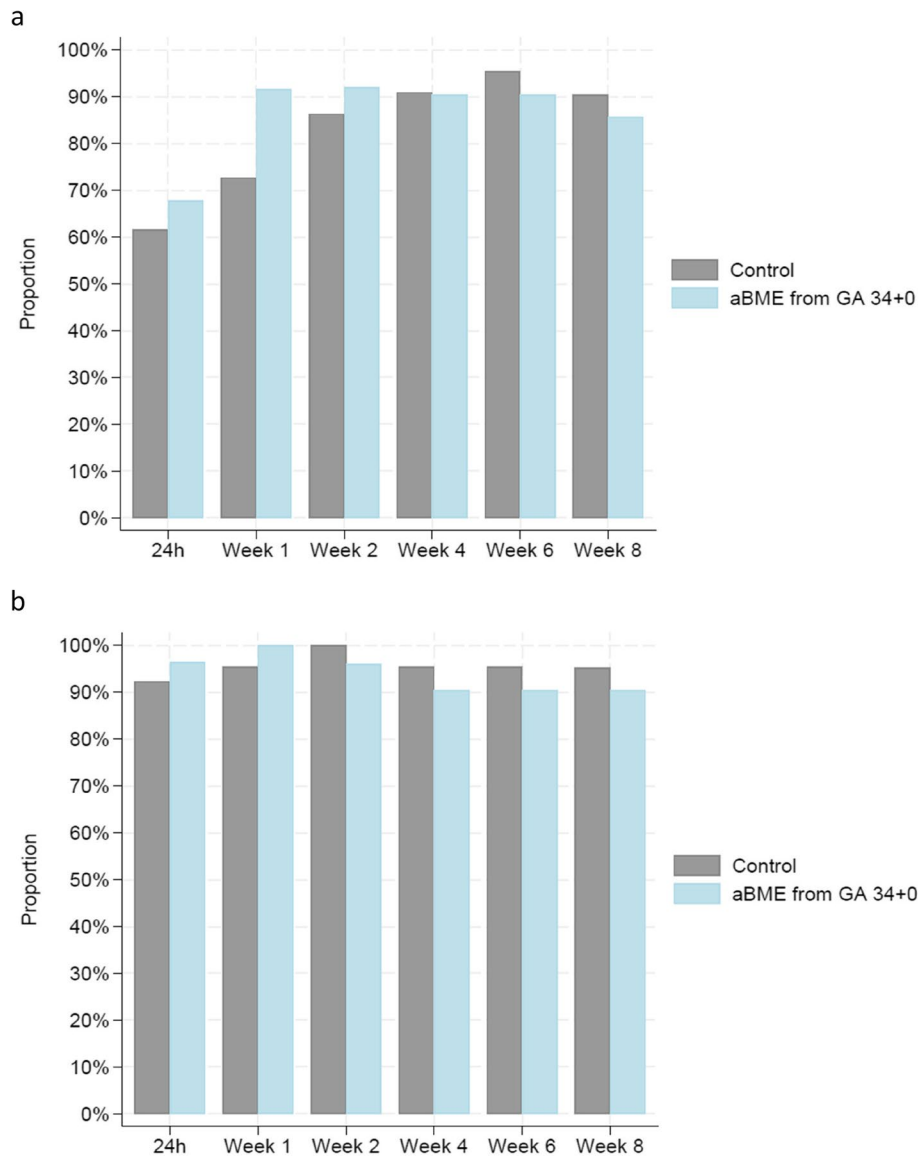 a
100%
90%
80%
70%
60%
50%
40%
30%
20%
10%
0%
Proportion
24h Week 1 Week 2 Week 4 Week 6 Week 8
Control
aBME from GA 34+0
b
100%
90%
80%
70%
60%
50%
40%
30%
20%
10%
0%
Proportion
24h Week 1 Week 2 Week 4 Week 6 Week 8
Control
aBME from GA 34+0